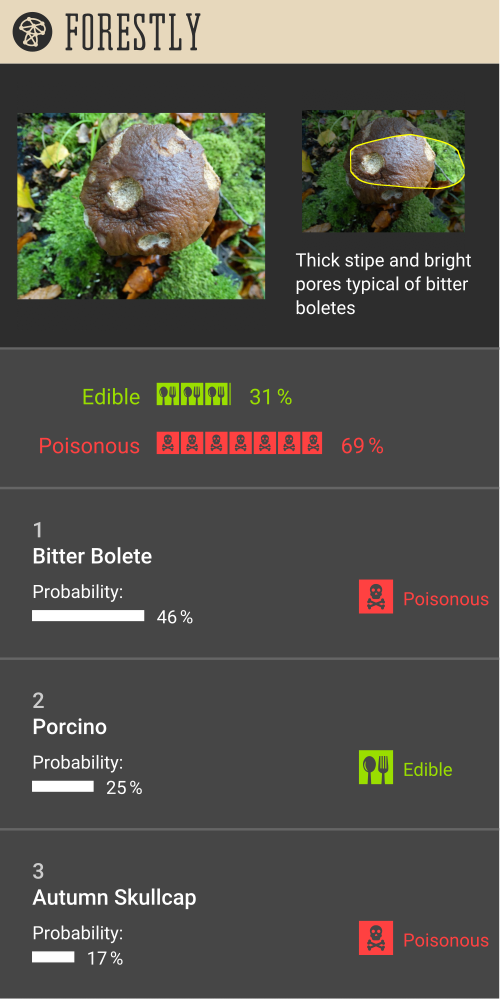 FORESTLY
Thick stipe and bright
pores typical of bitter
boletes
Edible 31 %
Poisonous 69 %
1
Bitter Bolete
Probability:
46 %
Poisonous
2
Porcino
Probability:
25 %
Edible
3
Autumn Skullcap
Probability:
17 %
Poisonous